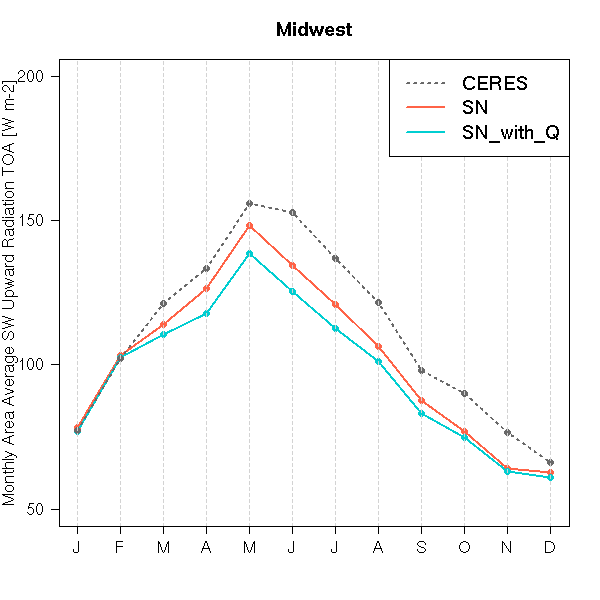 Midwest
Monthly Area Average SW Upward Radiation TOA [W m-2]
200
150
100
50
CERES
SN
SN_with_Q
J F M A M J J A S O N D